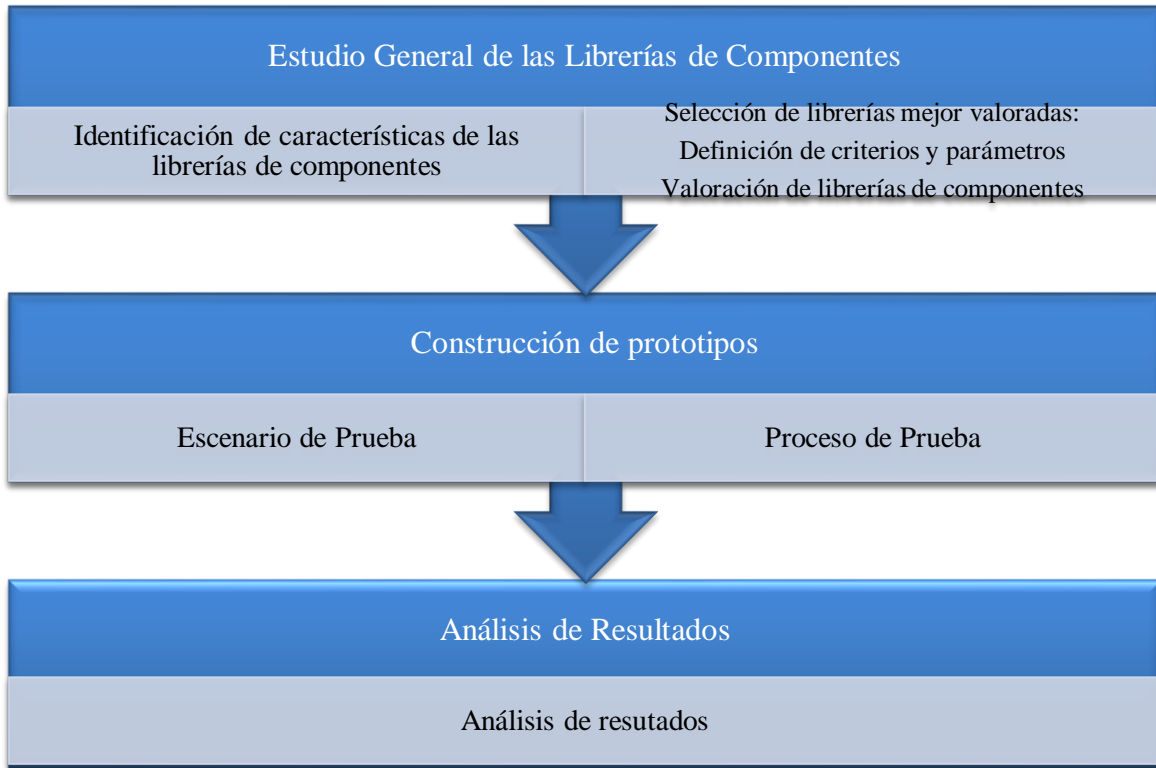 Estudio General de las Librerías de Componentes
Identificación de características de las
librerías de componentes
Selección de librerías mejor valoradas:
Definición de criterios y parámetros
Valoración de librerías de componentes
Construcción de prototipos
Escenario de Prueba
Proceso de Prueba
Análisis de Resultados
Análisis de resutados